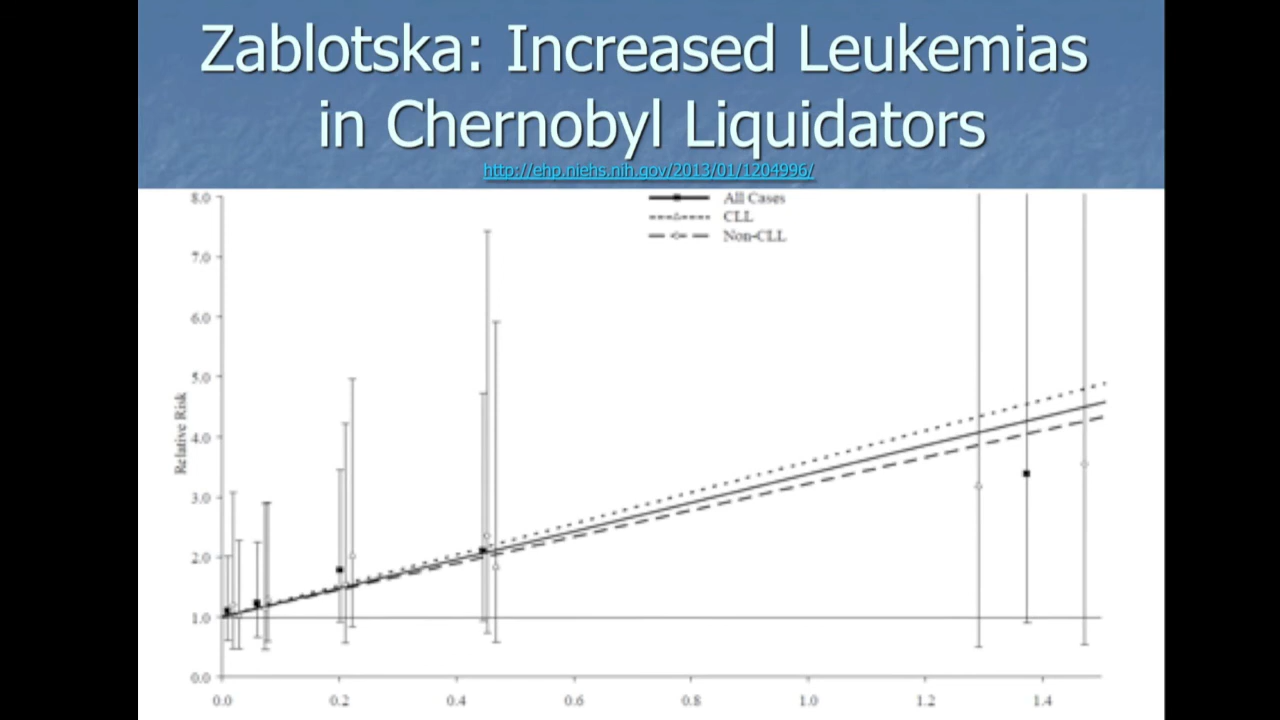 Zablotska: Increased Leukemias
in Chernobyl Liquidators
http://ehp.niehs.nih.gov/2013/01/1204996/
All Cases
CLL
Non-CLL
Relative Risk
8.0
7.0
6.0
5.0
4.0
3.0
2.0
1.0
0.0
0.0 0.2 0.4 0.6 0.8 1.0 1.2 1.4